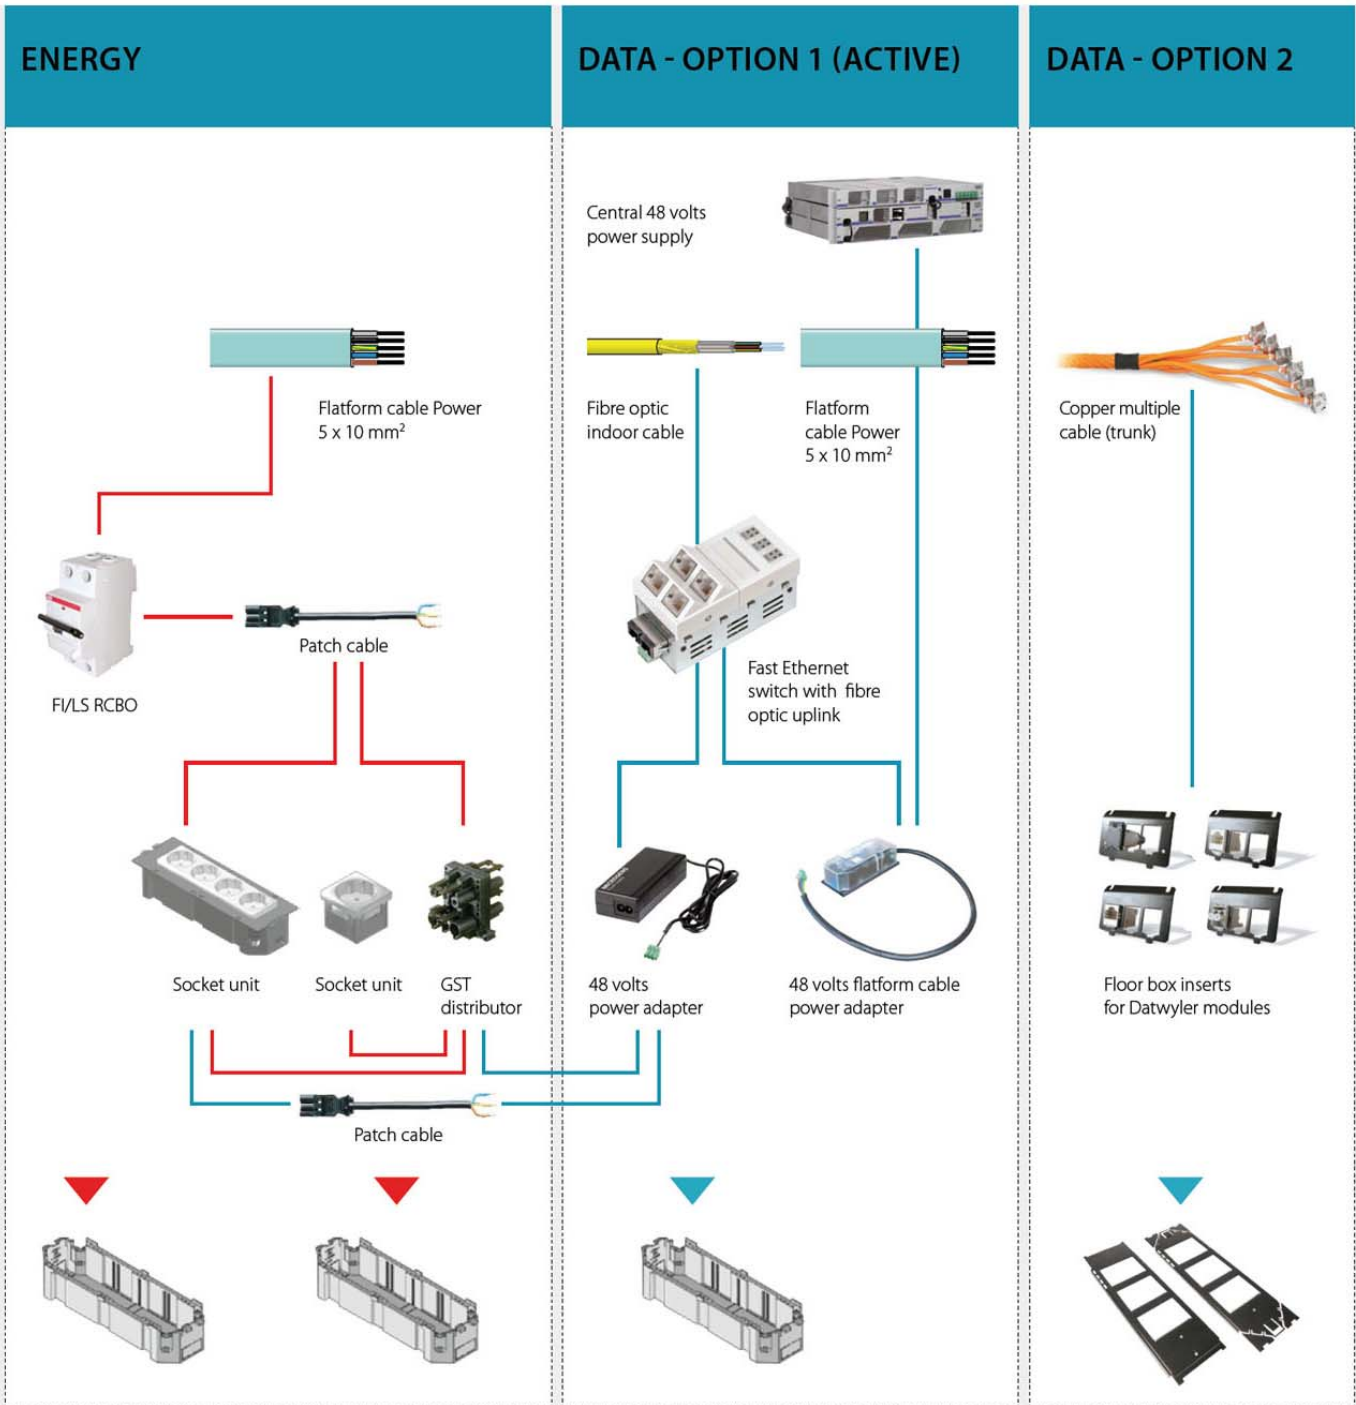 ENERGY
DATA - OPTION 1 (ACTIVE)
DATA - OPTION 2
Central 48 volts
power supply
Flatform cable Power
5 x 10 mm²
Fibre optic
indoor cable
Flatform
cable Power
5 x 10 mm²
Copper multiple
cable (trunk)
FI/LS RCBO
Patch cable
Fast Ethernet
switch with fibre
optic uplink
Socket unit
Socket unit
GST
distributor
48 volts
power adapter
48 volts flatform cable
power adapter
Floor box inserts
for Datwyler modules
Patch cable